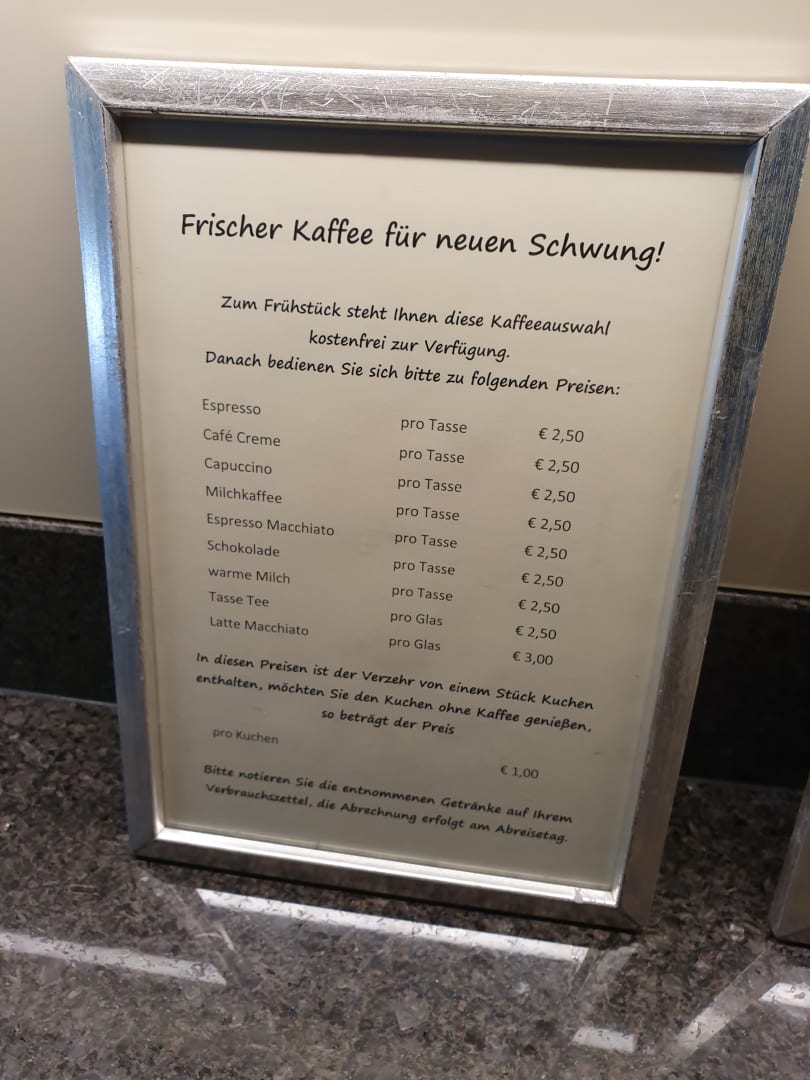 Frischer Kaffee für neuen Schwung!
Zum Frühstück steht Ihnen diese Kaffeeauswahl
kostenfrei zur Verfügung.
Danach bedienen Sie sich bitte zu folgenden Preisen:
Espresso pro Tasse € 2,50
Café Creme pro Tasse € 2,50
Capuccino pro Tasse € 2,50
Milchkaffee pro Tasse € 2,50
Espresso Macchiato pro Tasse € 2,50
Schokolade pro Tasse € 2,50
warme Milch pro Tasse € 2,50
Tasse Tee pro Glas € 2,50
Latte Macchiato pro Glas € 3,00
In diesen Preisen ist der Verzehr von einem Stück Kuchen
enthalten, möchten Sie den Kuchen ohne Kaffee genießen,
so beträgt der Preis
pro Kuchen € 1,00
Bitte notieren Sie die entnommenen Getränke auf Ihrem
Verbrauchszettel, die Abrechnung erfolgt am Abreisetag.